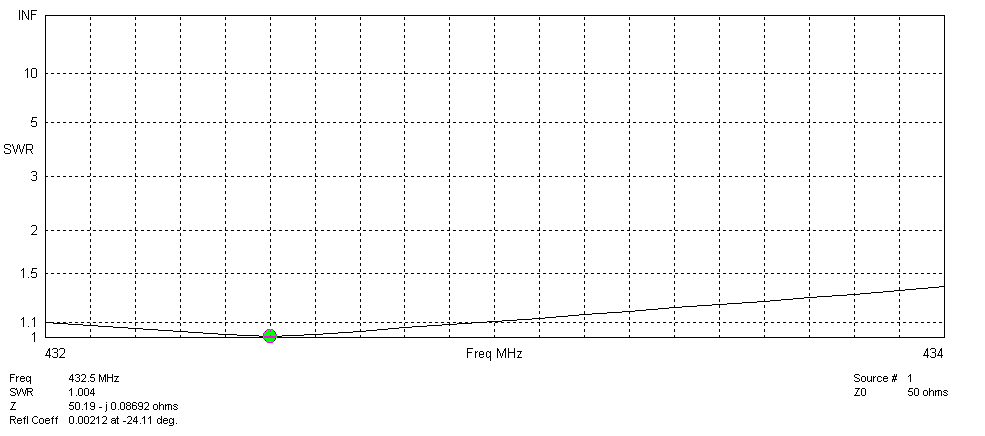 INF
10
5
SWR
3
2
1.5
1.1
1
432
Freq MHz
434
Freq 432.5 MHz
SWR 1.004
Z 50.19 - j 0.08692 ohms
Refl Coeff 0.00212 at -24.11 deg.
Source # 1
Z0 50 ohms